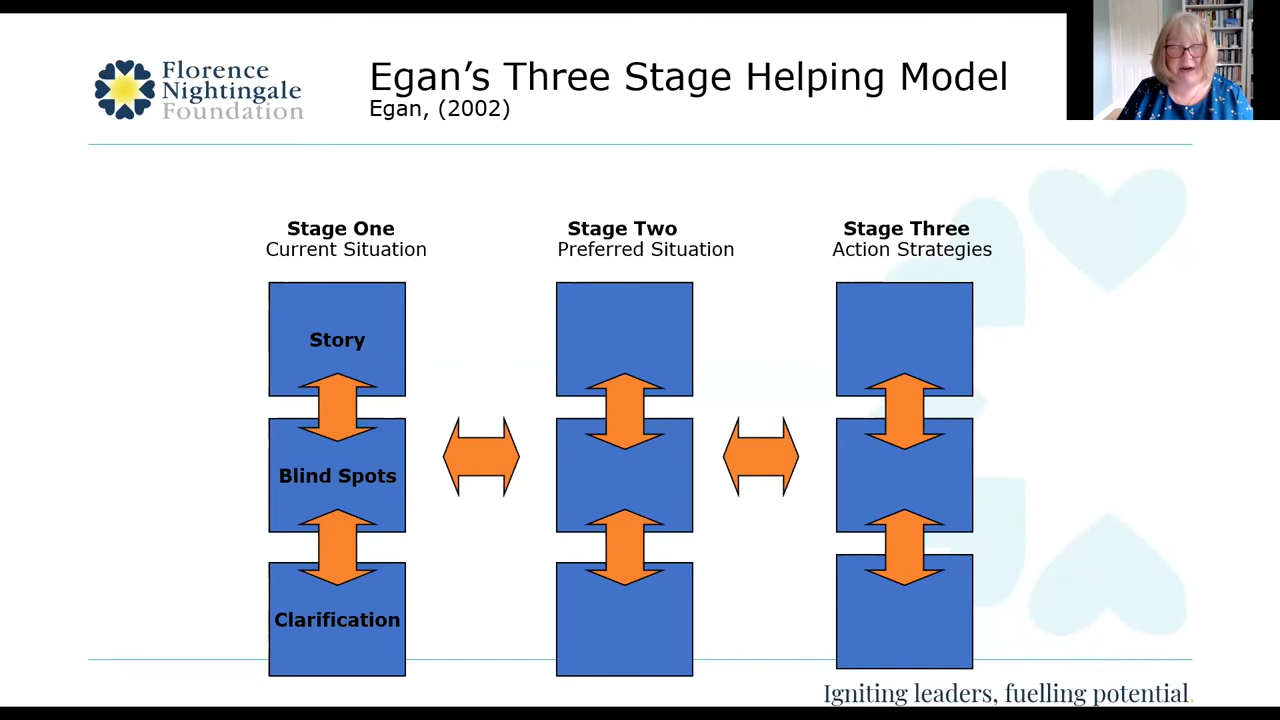 Florence
Nightingale
Foundation
Egan’s Three Stage Helping Model
Egan, (2002)
Stage One
Current Situation
Stage Two
Preferred Situation
Stage Three
Action Strategies
Story
Blind Spots
Clarification
Igniting leaders, fuelling potential.